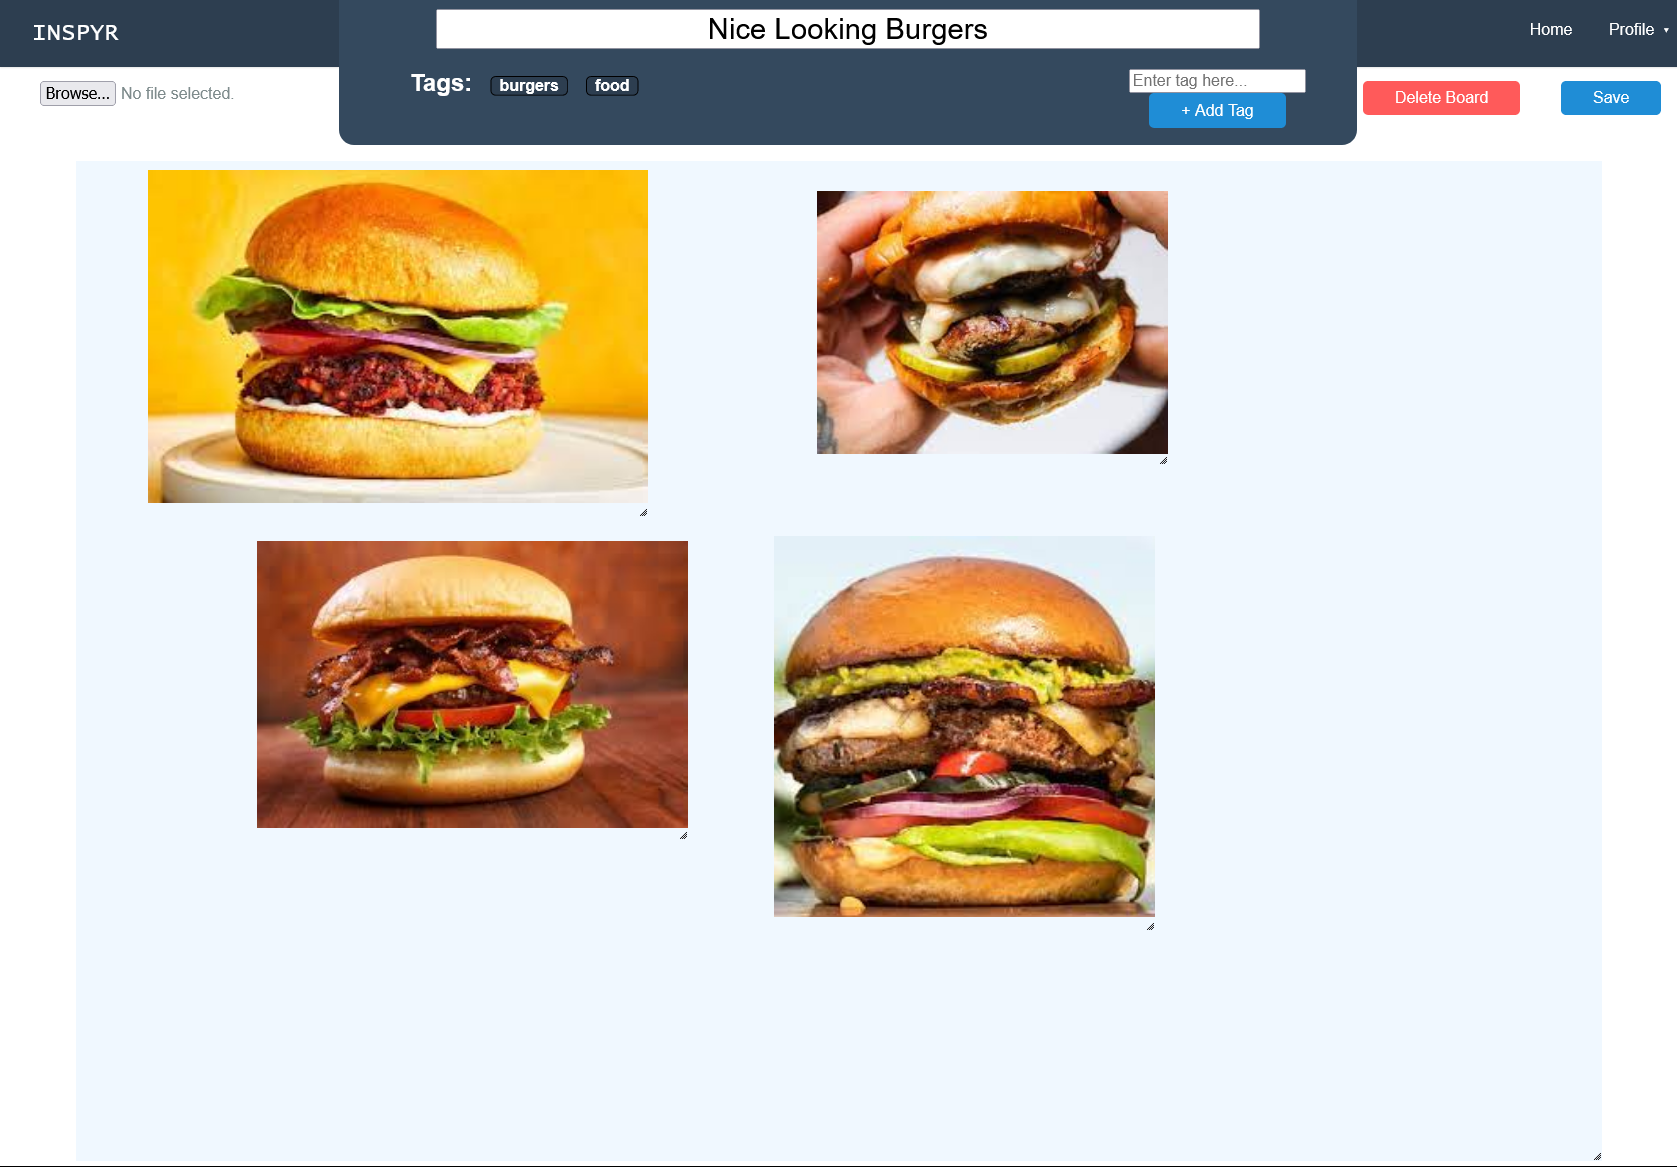 INSPYR
Nice Looking Burgers
Home
Profile ▾
Browse... No file selected.
Tags: burgers food
Enter tag here...
+ Add Tag
Delete Board
Save